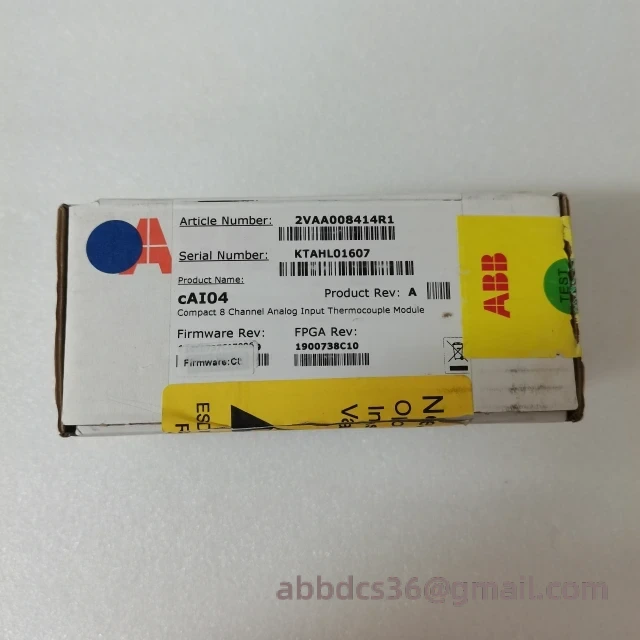 A
Article Number: 2VAA008414R1
Serial Number: KTAHL01607
Product Name:
cAI04
Product Rev: A
Compact 8 Channel Analog Input Thermocouple Module
Firmware Rev:
FPGA Rev:
1900738C10
ABB
TEST
ESD
abbdcs36@gmail.com